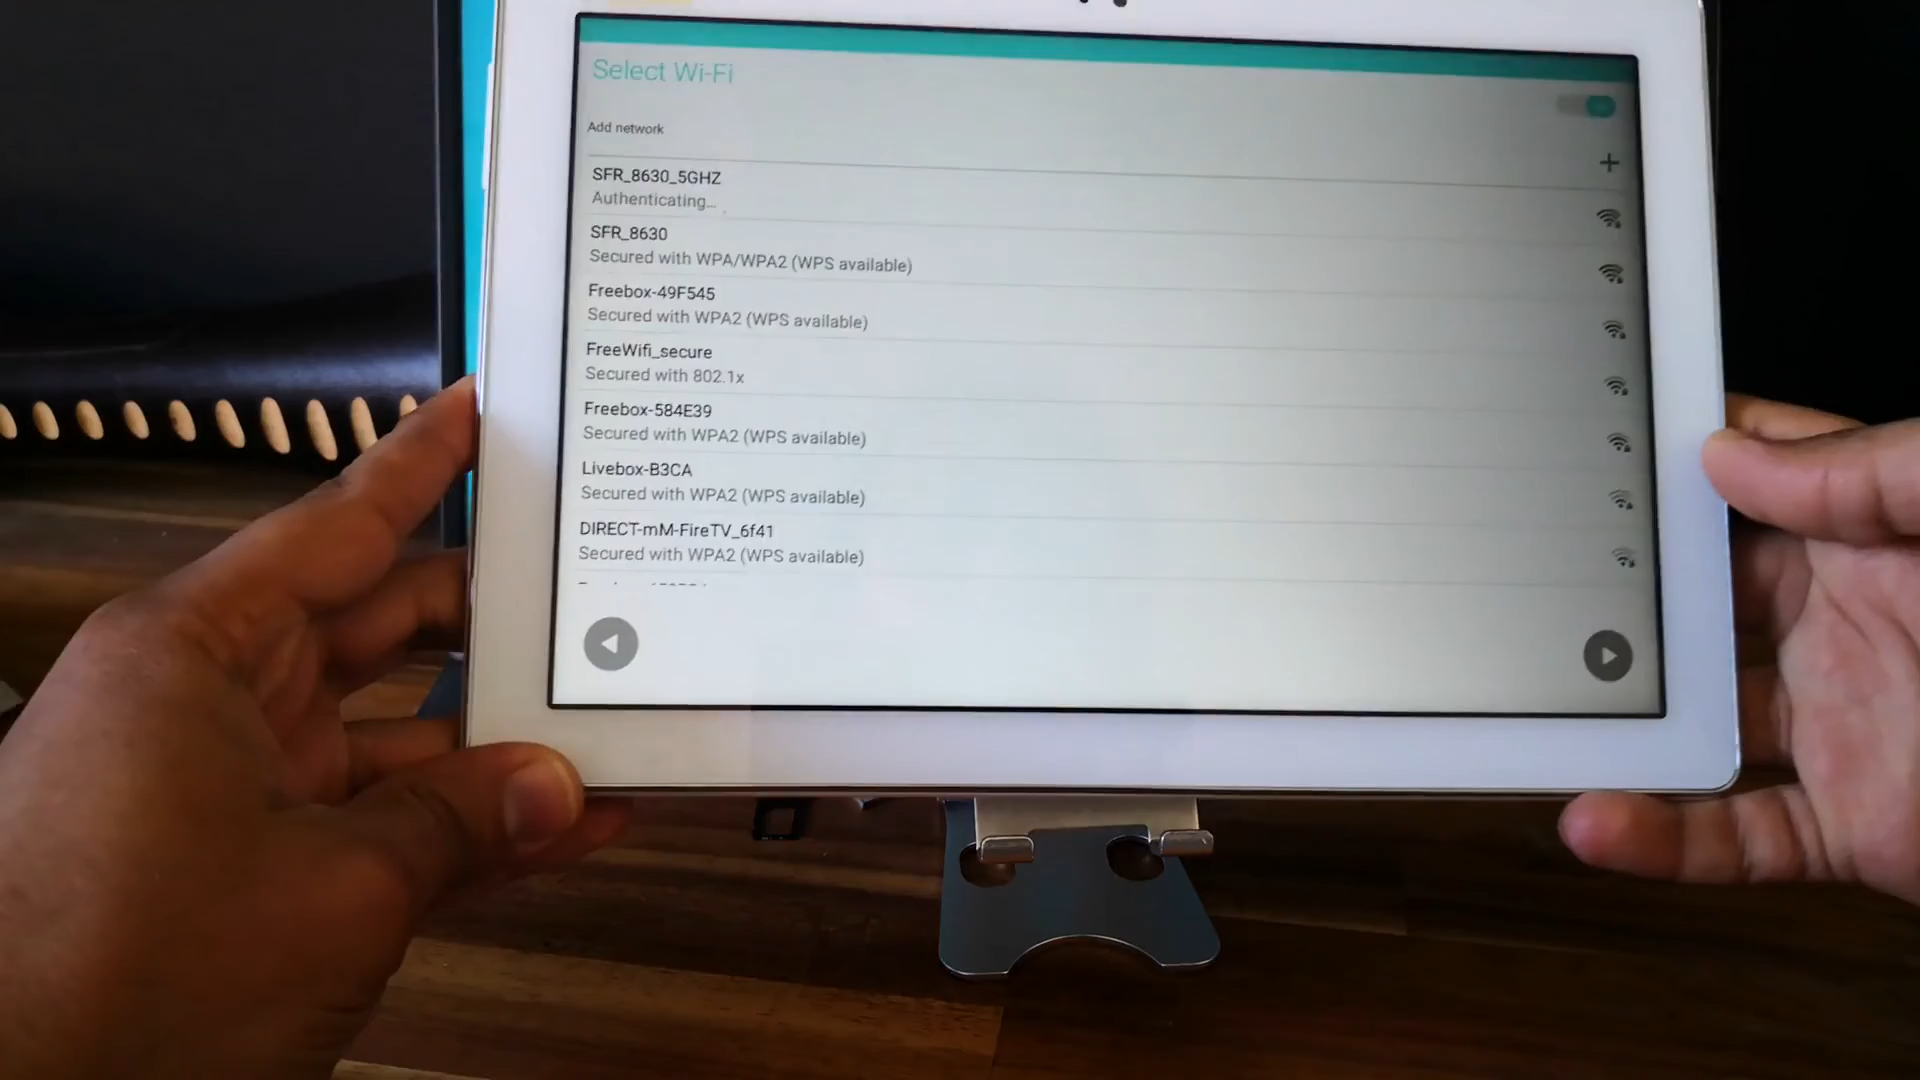 Select Wi-Fi
Add network
SFR_8630_5GHZ
Authenticating...
SFR_8630
Secured with WPA/WPA2 (WPS available)
Freebox-49F545
Secured with WPA2 (WPS available)
FreeWifi_secure
Secured with 802.1x
Freebox-584E39
Secured with WPA2 (WPS available)
Livebox-B3CA
Secured with WPA2 (WPS available)
DIRECT-mM-FireTV_6f41
Secured with WPA2 (WPS available)